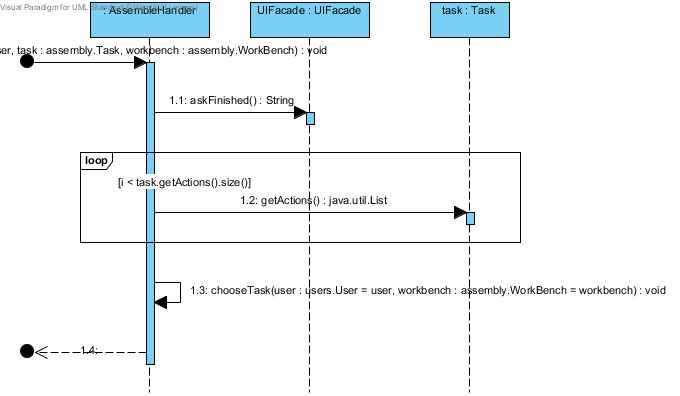 Visual Paradigm for UML Standard Edition
: AssembleHandler
UIFacade : UIFacade
task : Task
ser, task : assembly.Task, workbench : assembly.WorkBench) : void
1.1: askFinished() : String
loop
[i < task.getActions().size()]
1.2: getActions() : java.util.List
1.3: chooseTask(user : users.User = user, workbench : assembly.WorkBench = workbench) : void
1.4: